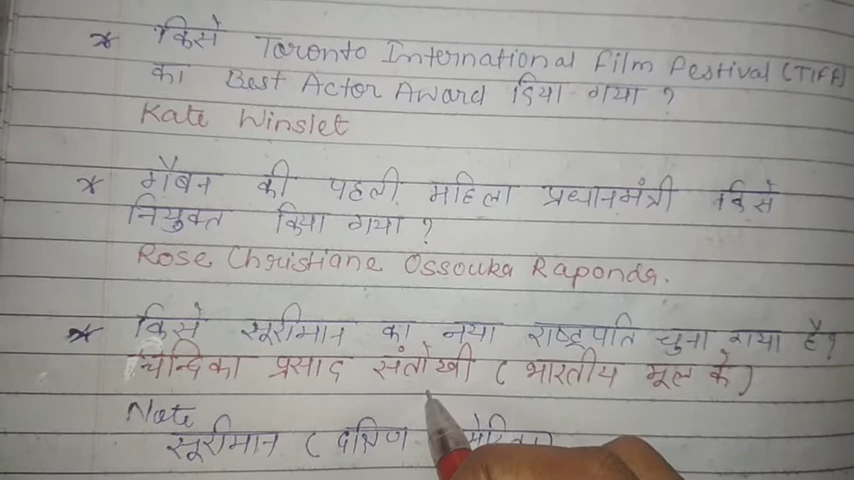 * किसे Toronto International Film Festival (TIFF)
का Best Actor Award दिया गया ?
Kate Winslet
* गैबन की पहली महिला प्रधानमंत्री किसे
नियुक्त किया गया ?
Rose Christiane Ossouka Raponda.
* किसे सूरीमान का नया राष्ट्रपति चुना गया है?
चन्द्रिका प्रसाद संतोखी ( भारतीय मूल के )
Note
सूरीमान ( दक्षिण